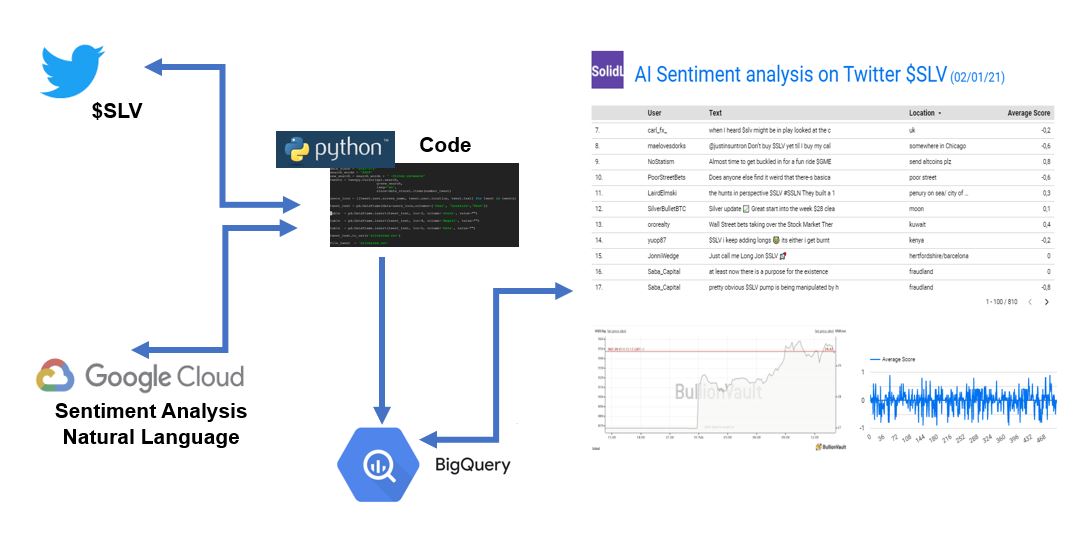 $SLV
python™
Code
Google Cloud
Sentiment Analysis
Natural Language
BigQuery
SolidL
AI Sentiment analysis on Twitter $SLV (02/01/21)
User Text Location Average Score
7. carl_fx_ when I heard $slv might be in play looked at the c uk -0,2
8. maelovesdorks @justinsuntron Don't buy $SLV yet till I buy my cal somewhere in Chicago -0,6
9. NoStatism Almost time to get buckled in for a fun ride $GME send altcoins plz 0,8
10. PoorStreetBets Does anyone else find it weird that there-s basica poor street -0,6
11. LairdElmski the hunts in perspective $SLV #SSLN They built a 1 penury on sea/ city of ... 0,3
12. SilverBulletBTC Silver update Great start into the week $28 clea moon 0,1
13. ororealty Wall Street bets taking over the Stock Market Ther kuwait 0,4
14. yuop87 $SLV i keep adding longs its either i get burnt kenya -0,2
15. JonniWedge Just call me Long Jon $SLV hertfordshire/barcelona 0
16. Saba_Capital at least now there is a purpose for the existence fraudland 0
17. Saba_Capital pretty obvious $SLV pump is being manipulated by h fraudland -0,8
1 - 100 / 810
BullionVault
BullionVault
Average Score
1
0
-1
0 36 72 108 144 180 216 252 288 324 360 396 432 468